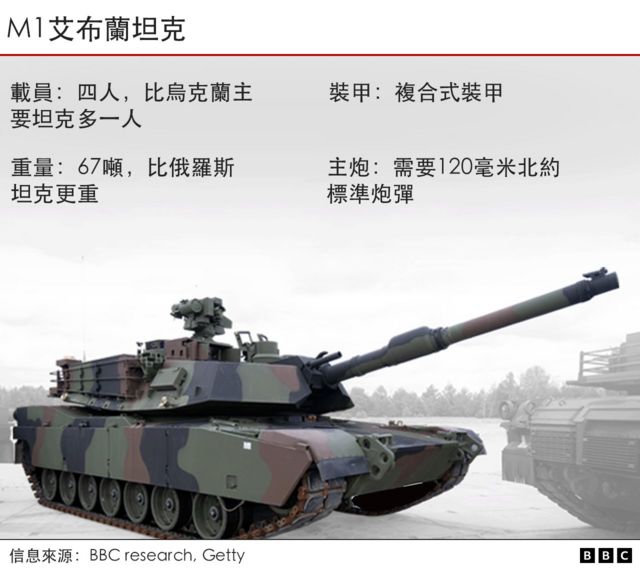 M1艾布蘭坦克
載員：四人，比烏克蘭主
要坦克多一人
裝甲：複合式裝甲
重量：67噸，比俄羅斯
坦克更重
主炮：需要120毫米北約
標準炮彈
信息來源：BBC research, Getty
BBC